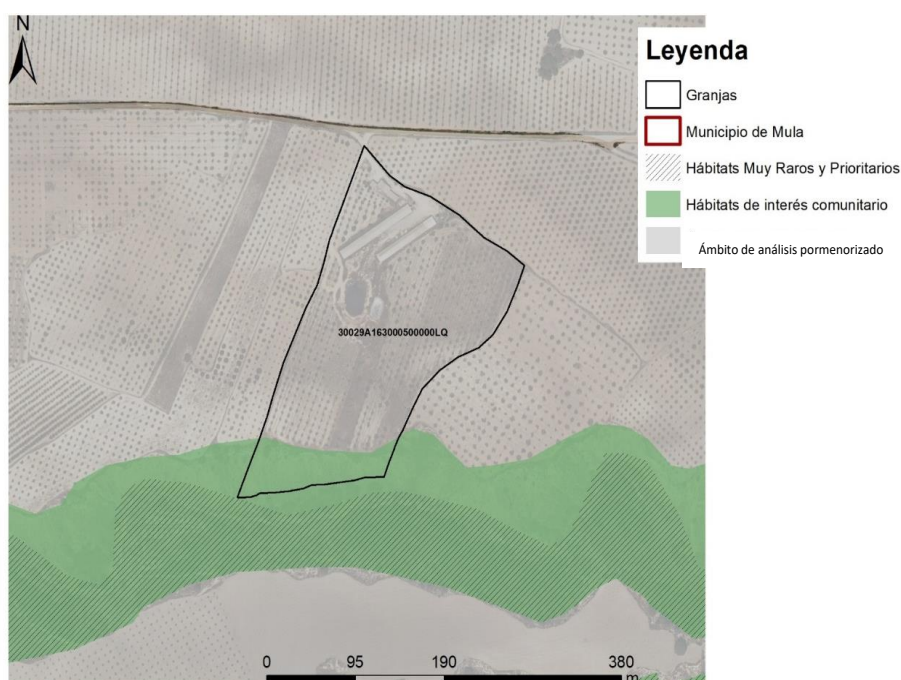 N
Leyenda
Granjas
Municipio de Mula
Hábitats Muy Raros y Prioritarios
Hábitats de interés comunitario
Ámbito de análisis pormenorizado
30029A163000500000LQ
0 95 190 380
m